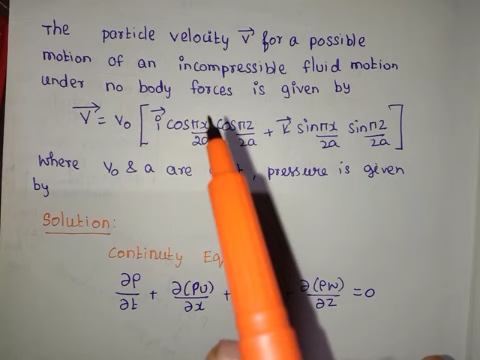 The particle velocity V for a possible
motion of an incompressible fluid motion
under no body forces is given by
V = V₀ [ i cos πx/2a cos πz/2a + k sin πx/2a sin πz/2a ]
where V₀ & a are , pressure is given
by
Solution:
Continuty
∂ρ/∂t + ∂(ρu)/∂x + + ∂(ρw)/∂z = 0